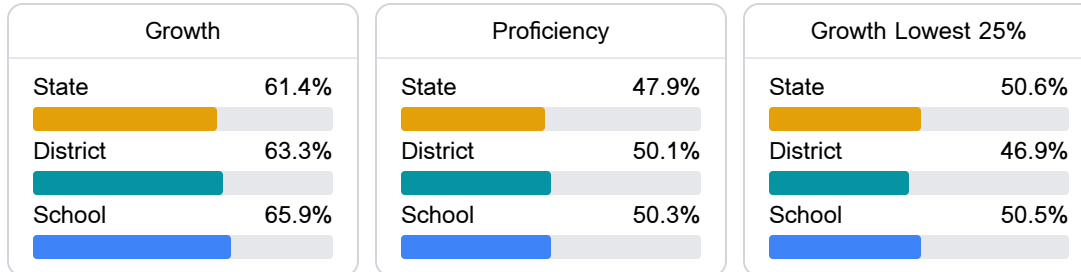 Growth
State 61.4%
District 63.3%
School 65.9%
Proficiency
State 47.9%
District 50.1%
School 50.3%
Growth Lowest 25%
State 50.6%
District 46.9%
School 50.5%